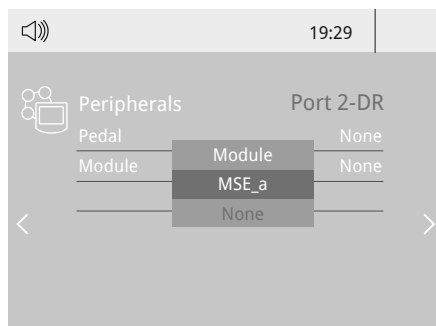 19:29
Peripherals Port 2-DR
Pedal None
Module None
Module
MSE_a
None